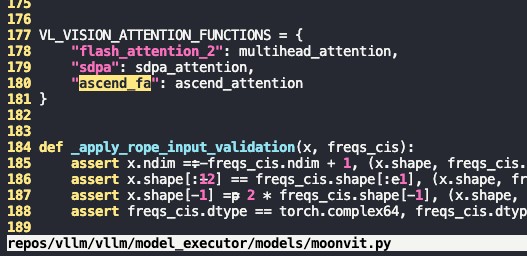 175
176
177 VL_VISION_ATTENTION_FUNCTIONS = {
178     "flash_attention_2": multihead_attention,
179     "sdpa": sdpa_attention,
180     "ascend_fa": ascend_attention
181 }
182
183
184 def _apply_rope_input_validation(x, freqs_cis):
185     assert x.ndim == freqs_cis.ndim + 1, (x.shape, freqs_cis.
186     assert x.shape[:-2] == freqs_cis.shape[:-1], (x.shape, fr
187     assert x.shape[-1] == 2 * freqs_cis.shape[-1], (x.shape,
188     assert freqs_cis.dtype == torch.complex64, freqs_cis.dtyp
189
repos/vllm/vllm/model_executor/models/moonvit.py